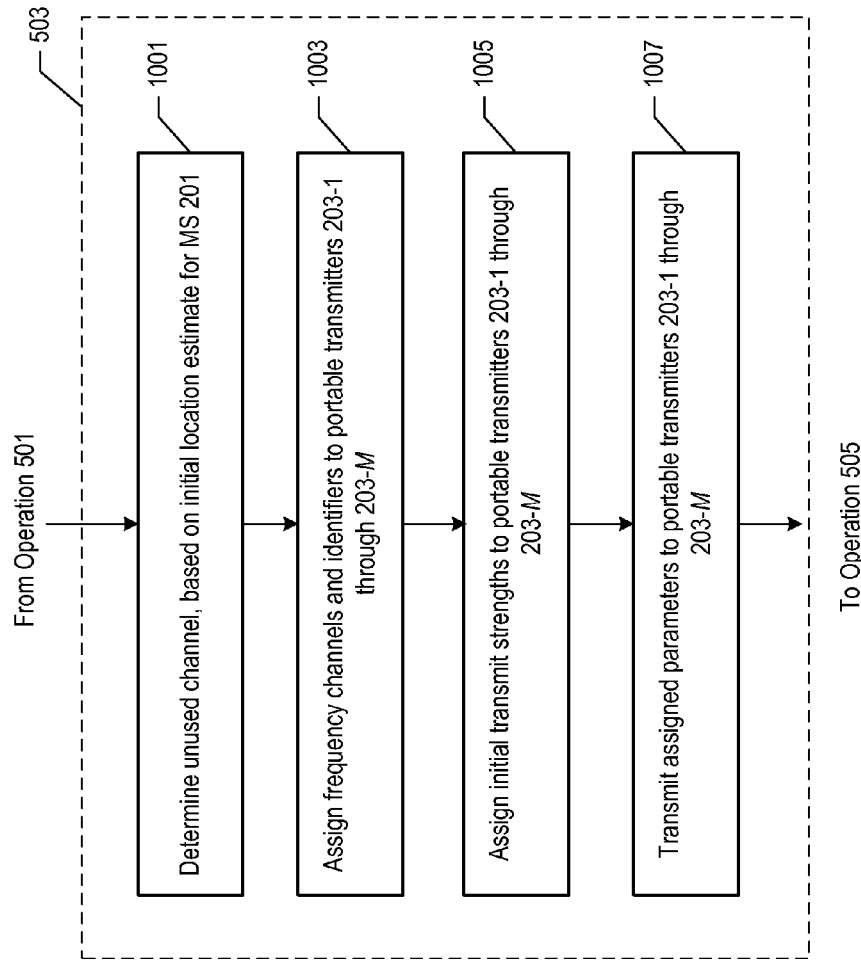 From Operation 501
503
1001
Determine unused channel, based on initial location estimate for MS 201
1003
Assign frequency channels and identifiers to portable transmitters 203-1
through 203-M
1005
Assign initial transmit strengths to portable transmitters 203-1 through
203-M
1007
Transmit assigned parameters to portable transmitters 203-1 through
203-M
To Operation 505